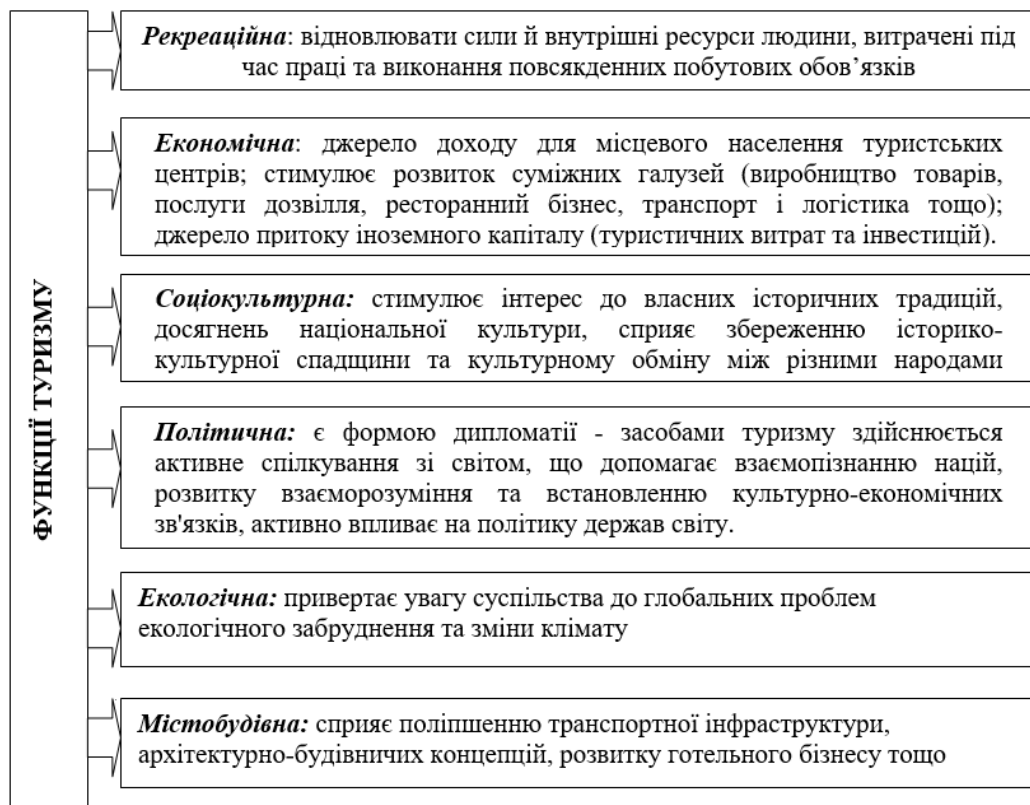 ФУНКЦІЇ ТУРИЗМУ
Рекреаційна: відновлювати сили й внутрішні ресурси людини, витрачені під
час праці та виконання повсякденних побутових обов’язків
Економічна: джерело доходу для місцевого населення туристських
центрів; стимулює розвиток суміжних галузей (виробництво товарів,
послуги дозвілля, ресторанний бізнес, транспорт і логістика тощо);
джерело притоку іноземного капіталу (туристичних витрат та інвестицій).
Соціокультурна: стимулює інтерес до власних історичних традицій,
досягнень національної культури, сприяє збереженню історико-
культурної спадщини та культурному обміну між різними народами
Політична: є формою дипломатії - засобами туризму здійснюється
активне спілкування зі світом, що допомагає взаємопізнанню націй,
розвитку взаєморозуміння та встановленню культурно-економічних
зв'язків, активно впливає на політику держав світу.
Екологічна: привертає увагу суспільства до глобальних проблем
екологічного забруднення та зміни клімату
Містобудівна: сприяє поліпшенню транспортної інфраструктури,
архітектурно-будівничих концепцій, розвитку готельного бізнесу тощо